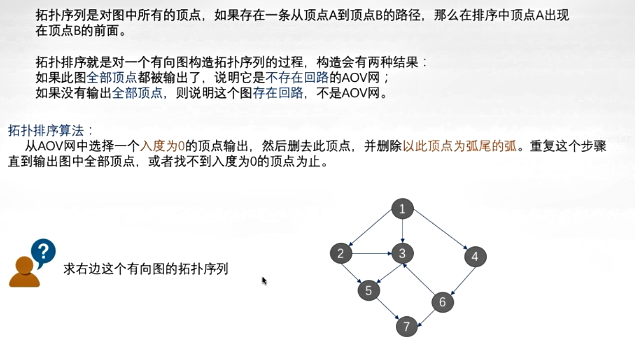 拓扑序列是对图中所有的顶点，如果存在一条从顶点A到顶点B的路径，那么在排序中顶点A出现
在顶点B的前面。
拓扑排序就是对一个有向图构造拓扑序列的过程，构造会有两种结果：
如果此图全部顶点都被输出了，说明它是不存在回路的AOV网；
如果没有输出全部顶点，则说明这个图存在回路，不是AOV网。
拓扑排序算法：
从AOV网中选择一个入度为0的顶点输出，然后删去此顶点，并删除以此顶点为弧尾的弧。重复这个步骤
直到输出图中全部顶点，或者找不到入度为0的顶点为止。
?
求右边这个有向图的拓扑序列
1
2
3
4
5
6
7